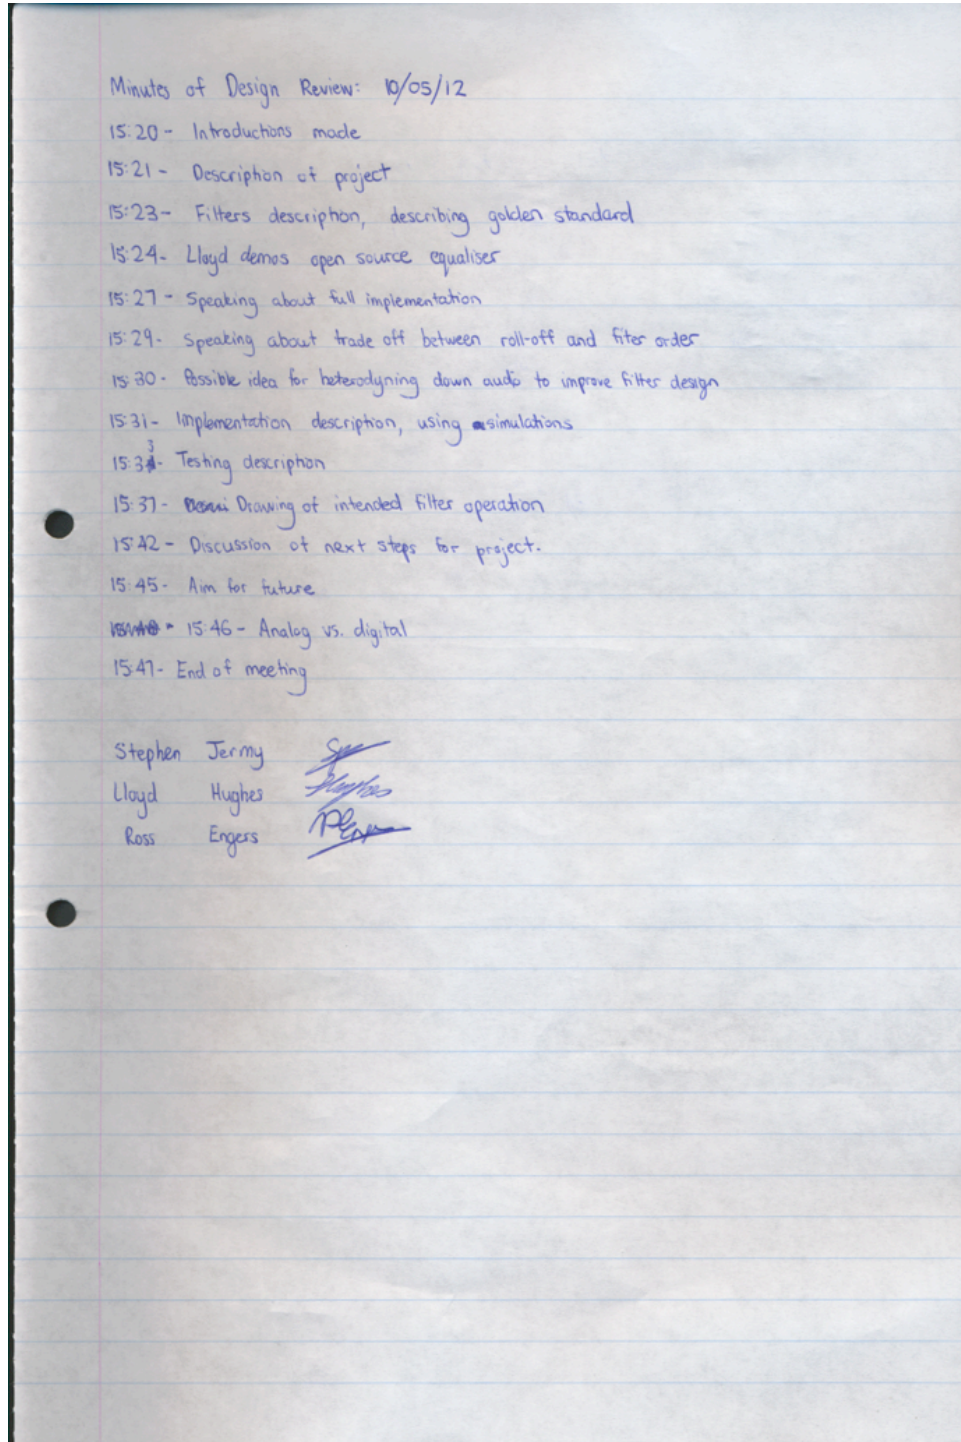 Minutes of Design Review: 10/05/12
15:20 - Introductions made
15:21 - Description of project
15:23 - Filters description, describing golden standard
15:24 - Lloyd demos open source equaliser
15:27 - Speaking about full implementation
15:29 - Speaking about trade off between roll-off and fiter order
15:30 - Possible idea for heterodyning down audio to improve filter design
15:31 - Implementation description, using simulations
15:33 - Testing description
15:37 - Drawing of intended filter operation
15:42 - Discussion of next steps for project.
15:45 - Aim for future
15:46 - Analog vs. digital
15:47 - End of meeting
Stephen Jermy
Lloyd Hughes Hughes
Ross Engers